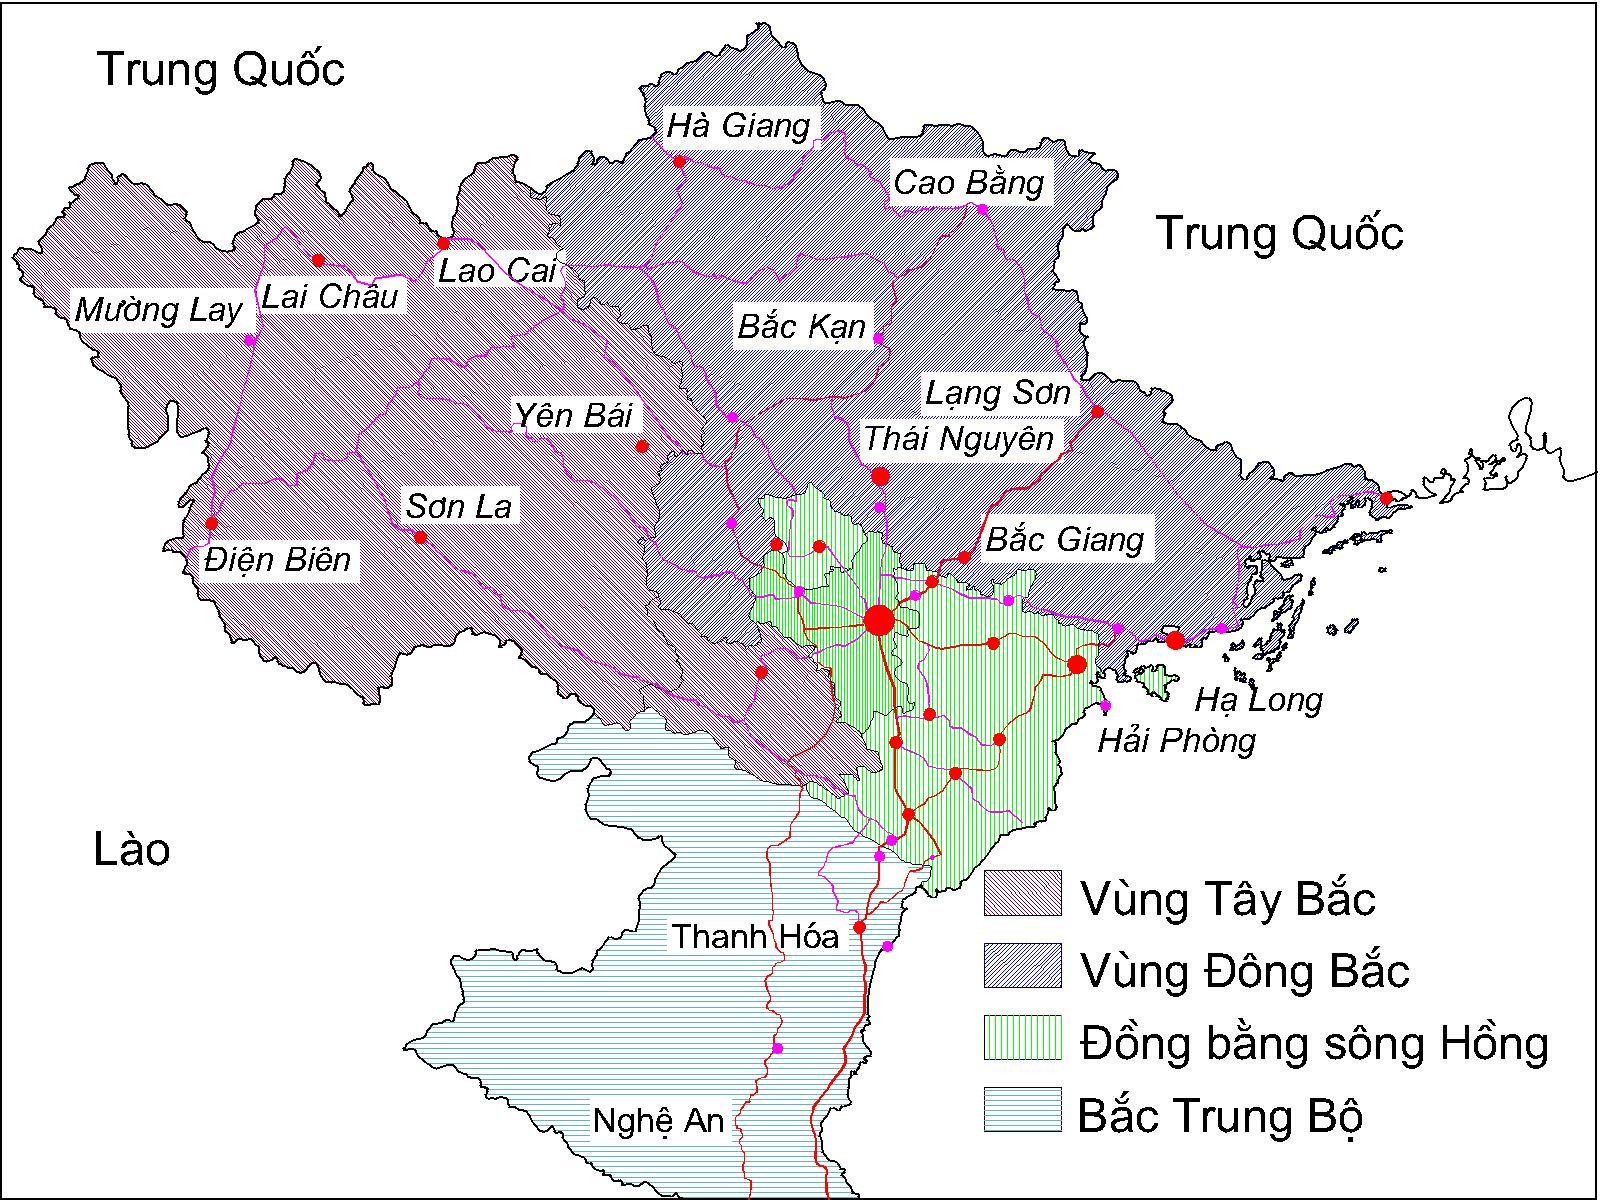 Trung Quốc
Hà Giang
Cao Bằng
Trung Quốc
Lao Cai
Lai Châu
Mường Lay
Bắc Kạn
Lạng Sơn
Yên Bái
Thái Nguyên
Sơn La
Bắc Giang
Điện Biên
Hạ Long
Hải Phòng
Lào
Vùng Tây Bắc
Thanh Hóa
Vùng Đông Bắc
Đồng bằng sông Hồng
Bắc Trung Bộ
Nghệ An